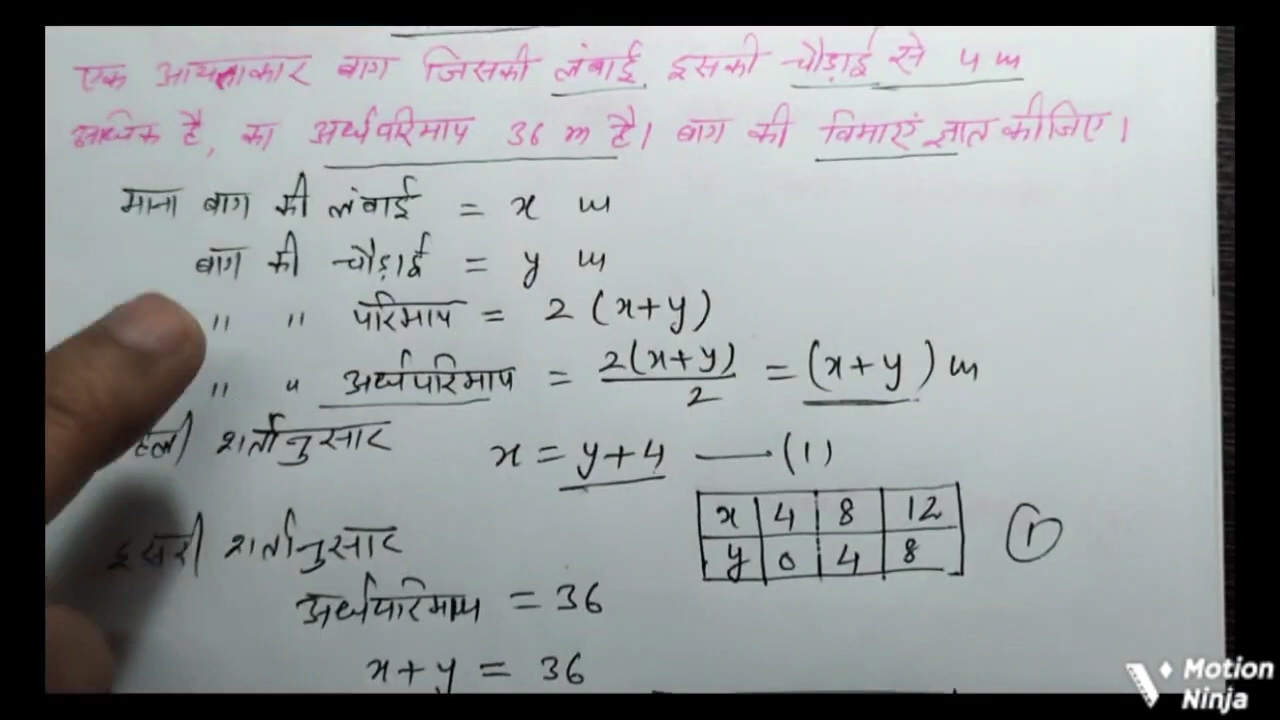 एक आयताकार बाग जिसकी लंबाई, इसकी चौड़ाई से 4 m
अधिक है, का अर्धपरिमाप 36 m है। बाग की विमाएं ज्ञात कीजिए।
माना बाग की लंबाई = x m
बाग की चौड़ाई = y m
" " परिमाप = 2 (x+y)
" " अर्धपरिमाप = 2(x+y)/2 = (x+y) m
शर्तानुसार x = y+4 —— (1)
x 4 8 12
y 0 4 8
1
शर्तानुसार
अर्धपरिमाप = 36
x+y = 36
Motion
Ninja